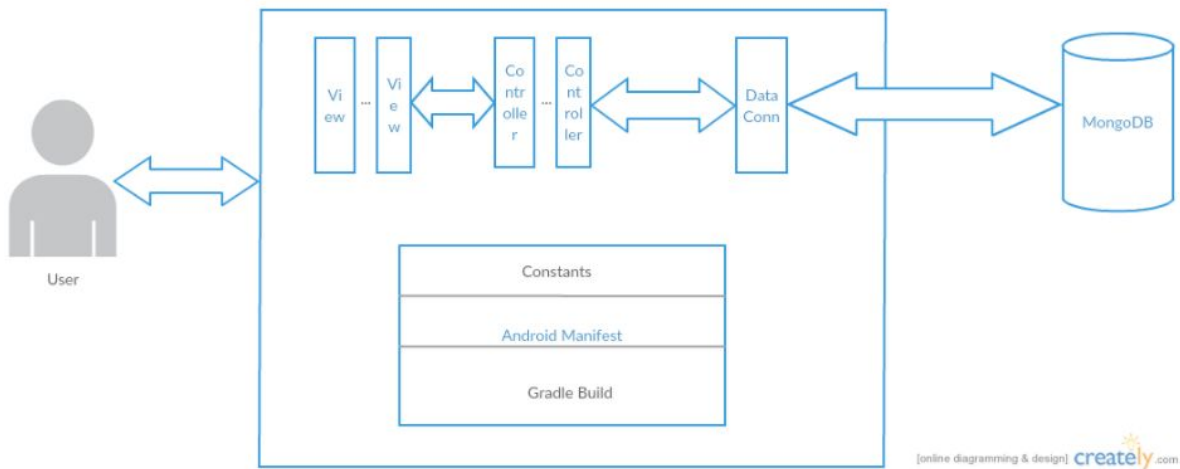 Vi
ew
...
Vi
e
w
Co
ntr
olle
r
...
Co
nt
rol
ler
Data
Conn
MongoDB
User
Constants
Android Manifest
Gradle Build
[online diagramming & design] creately.com